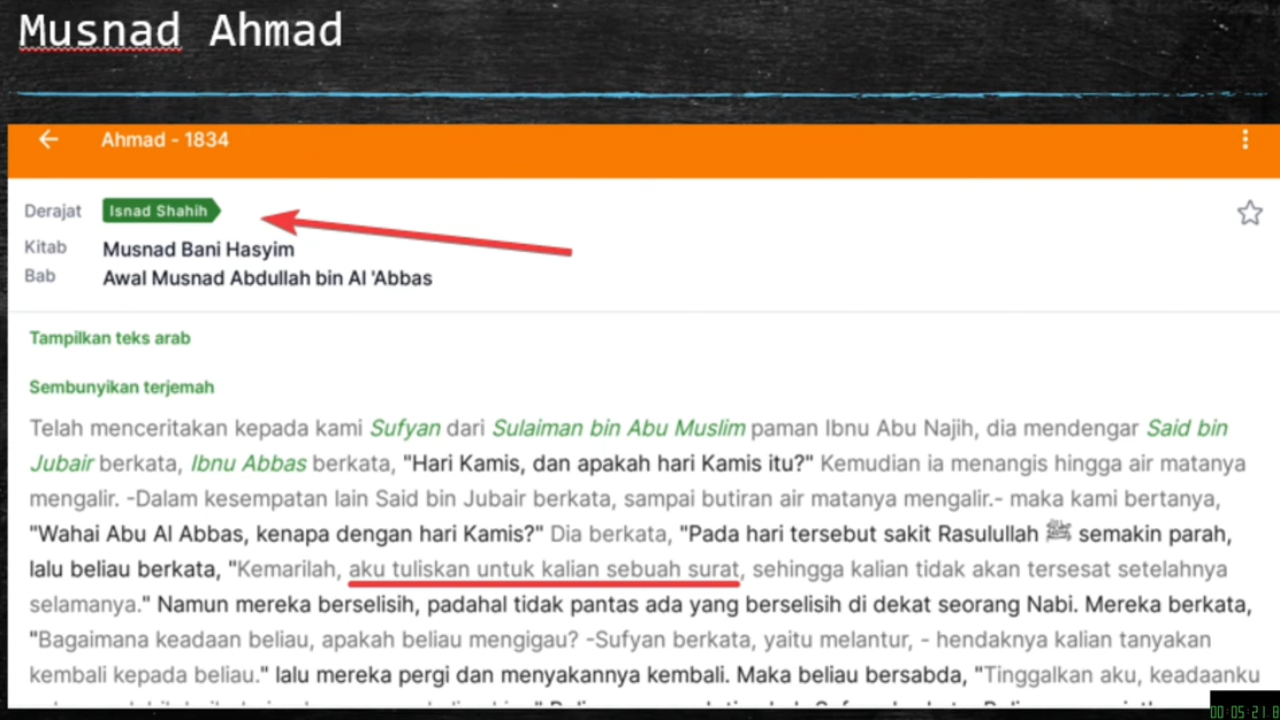 Musnad Ahmad
Ahmad - 1834
Derajat Isnad Shahih
Kitab Musnad Bani Hasyim
Bab Awal Musnad Abdullah bin Al 'Abbas
Tampilkan teks arab
Sembunyikan terjemah
Telah menceritakan kepada kami Sufyan dari Sulaiman bin Abu Muslim paman Ibnu Abu Najih, dia mendengar Said bin
Jubair berkata, Ibnu Abbas berkata, "Hari Kamis, dan apakah hari Kamis itu?" Kemudian ia menangis hingga air matanya
mengalir. -Dalam kesempatan lain Said bin Jubair berkata, sampai butiran air matanya mengalir.- maka kami bertanya,
"Wahai Abu Al Abbas, kenapa dengan hari Kamis?" Dia berkata, "Pada hari tersebut sakit Rasulullah ﷺ semakin parah,
lalu beliau berkata, "Kemarilah, aku tuliskan untuk kalian sebuah surat, sehingga kalian tidak akan tersesat setelahnya
selamanya." Namun mereka berselisih, padahal tidak pantas ada yang berselisih di dekat seorang Nabi. Mereka berkata,
"Bagaimana keadaan beliau, apakah beliau mengigau? -Sufyan berkata, yaitu melantur, - hendaknya kalian tanyakan
kembali kepada beliau." lalu mereka pergi dan menyakannya kembali. Maka beliau bersabda, "Tinggalkan aku, keadaanku
00:05:21